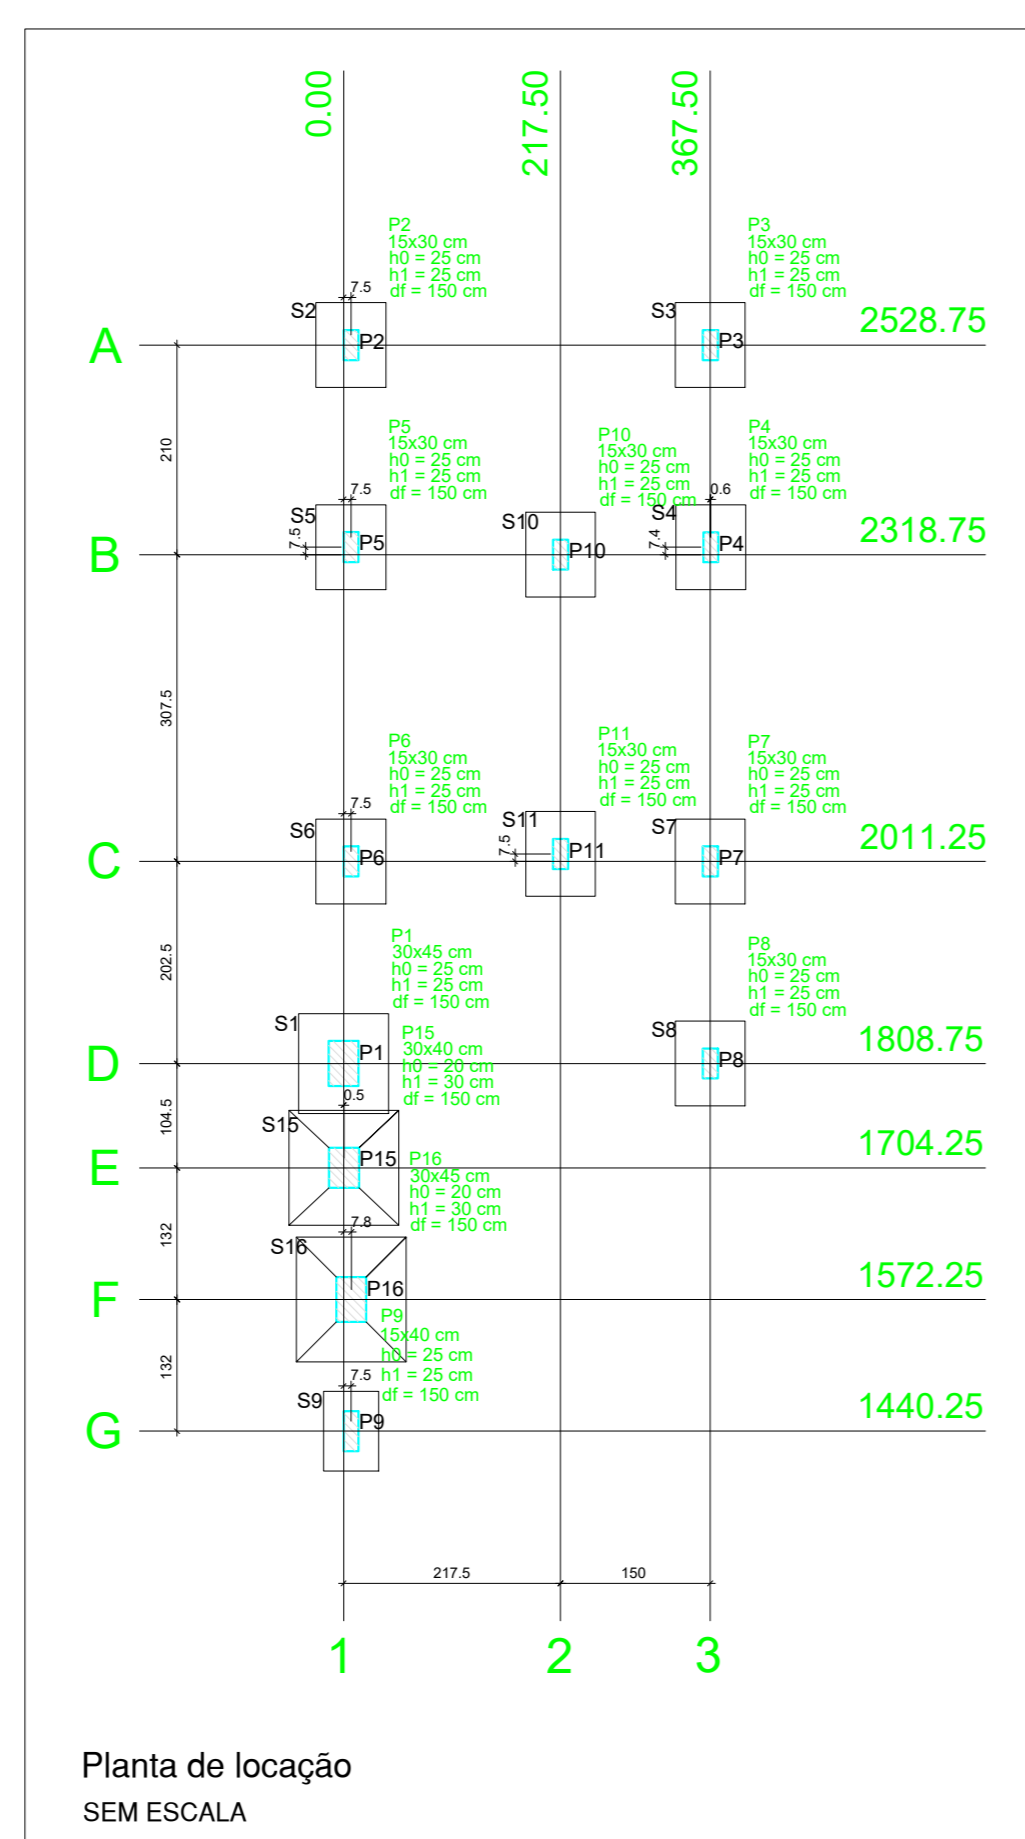 0.00
217.50
367.50
P2
15x30 cm
h0 = 25 cm
h1 = 25 cm
df = 150 cm
7.5
S2
P2
P3
15x30 cm
h0 = 25 cm
h1 = 25 cm
df = 150 cm
S3
P3
A
2528.75
210
P5
15x30 cm
h0 = 25 cm
h1 = 25 cm
df = 150 cm
7.5
S5
7.5
P5
P10
15x30 cm
h0 = 25 cm
h1 = 25 cm
df = 150 cm
S10
P10
P4
15x30 cm
h0 = 25 cm
h1 = 25 cm
df = 150 cm
0.6
S4
7.4
P4
B
2318.75
307.5
P6
15x30 cm
h0 = 25 cm
h1 = 25 cm
df = 150 cm
7.5
S6
P6
P11
15x30 cm
h0 = 25 cm
h1 = 25 cm
df = 150 cm
S11
7.5
P11
P7
15x30 cm
h0 = 25 cm
h1 = 25 cm
df = 150 cm
S7
P7
C
2011.25
202.5
P1
30x45 cm
h0 = 25 cm
h1 = 25 cm
df = 150 cm
S1
P1
P8
15x30 cm
h0 = 25 cm
h1 = 25 cm
df = 150 cm
S8
P8
D
1808.75
104.5
P15
30x40 cm
h0 = 20 cm
h1 = 30 cm
df = 150 cm
0.5
S15
P15
E
1704.25
132
P16
30x45 cm
h0 = 20 cm
h1 = 30 cm
df = 150 cm
7.8
S16
P16
F
1572.25
132
P9
15x40 cm
h0 = 25 cm
h1 = 25 cm
df = 150 cm
7.5
S9
P9
G
1440.25
217.5
150
1
2
3
Planta de locação
SEM ESCALA